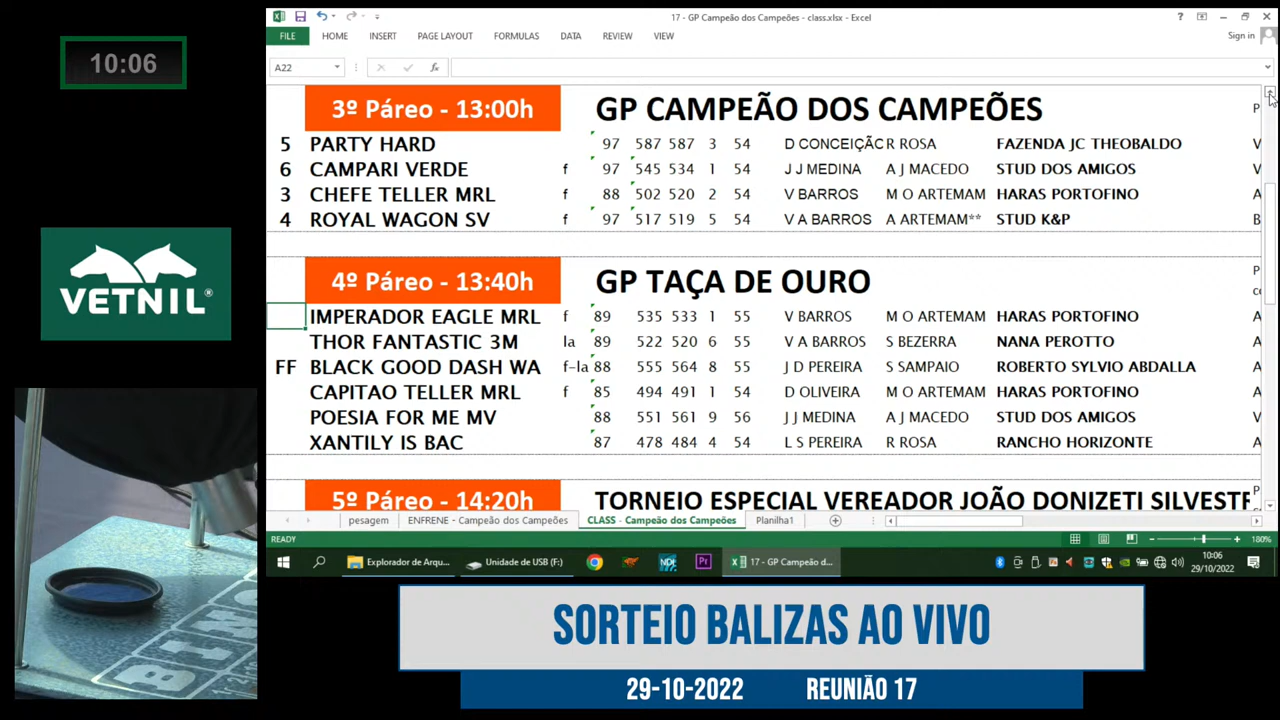 10:06
17 - GP Campeão dos Campeões - class.xlsx - Excel
Sign in
FILE HOME INSERT PAGE LAYOUT FORMULAS DATA REVIEW VIEW
A22
3º Páreo - 13:00h GP CAMPEÃO DOS CAMPEÕES P
5 PARTY HARD 97 587 587 3 54 D CONCEIÇÃO R ROSA FAZENDA JC THEOBALDO V
6 CAMPARI VERDE f 97 545 534 1 54 J J MEDINA A J MACEDO STUD DOS AMIGOS V
3 CHEFE TELLER MRL f 88 502 520 2 54 V BARROS M O ARTEMAM HARAS PORTOFINO A
4 ROYAL WAGON SV f 97 517 519 5 54 V A BARROS A ARTEMAM** STUD K&P B
4º Páreo - 13:40h GP TAÇA DE OURO P
IMPERADOR EAGLE MRL f 89 535 533 1 55 V BARROS M O ARTEMAM HARAS PORTOFINO A
THOR FANTASTIC 3M la 89 522 520 6 55 V A BARROS S BEZERRA NANA PEROTTO A
FF BLACK GOOD DASH WA f-la 88 555 564 8 55 J D PEREIRA S SAMPAIO ROBERTO SYLVIO ABDALLA A
CAPITAO TELLER MRL f 85 494 491 1 54 D OLIVEIRA M O ARTEMAM HARAS PORTOFINO A
POESIA FOR ME MV 88 551 561 9 56 J J MEDINA A J MACEDO STUD DOS AMIGOS A
XANTILY IS BAC 87 478 484 4 54 L S PEREIRA R ROSA RANCHO HORIZONTE A
5º Páreo - 14:20h TORNEIO ESPECIAL VEREADOR JOÃO DONIZETI SILVEST P
pesagem ENFRENE - Campeão dos Campeões CLASS - Campeão dos Campeões Planilha1
READY 180%
Explorador de Arqu... Unidade de USB (F:) 17 - GP Campeão d... 10:06
29/10/2022
VETNIL®
BINGO
SORTEIO BALIZAS AO VIVO
29-10-2022 REUNIÃO 17